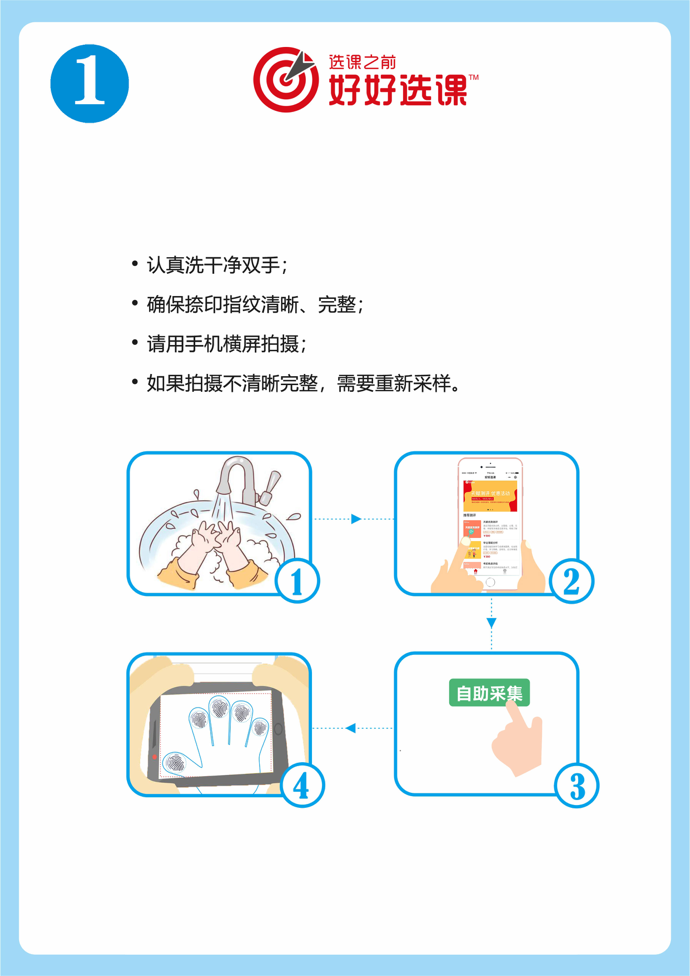 1
选课之前
好好选课™
• 认真洗干净双手；
• 确保捺印指纹清晰、完整；
• 请用手机横屏拍摄；
• 如果拍摄不清晰完整，需要重新采样。
1
2
自助采集
4
3